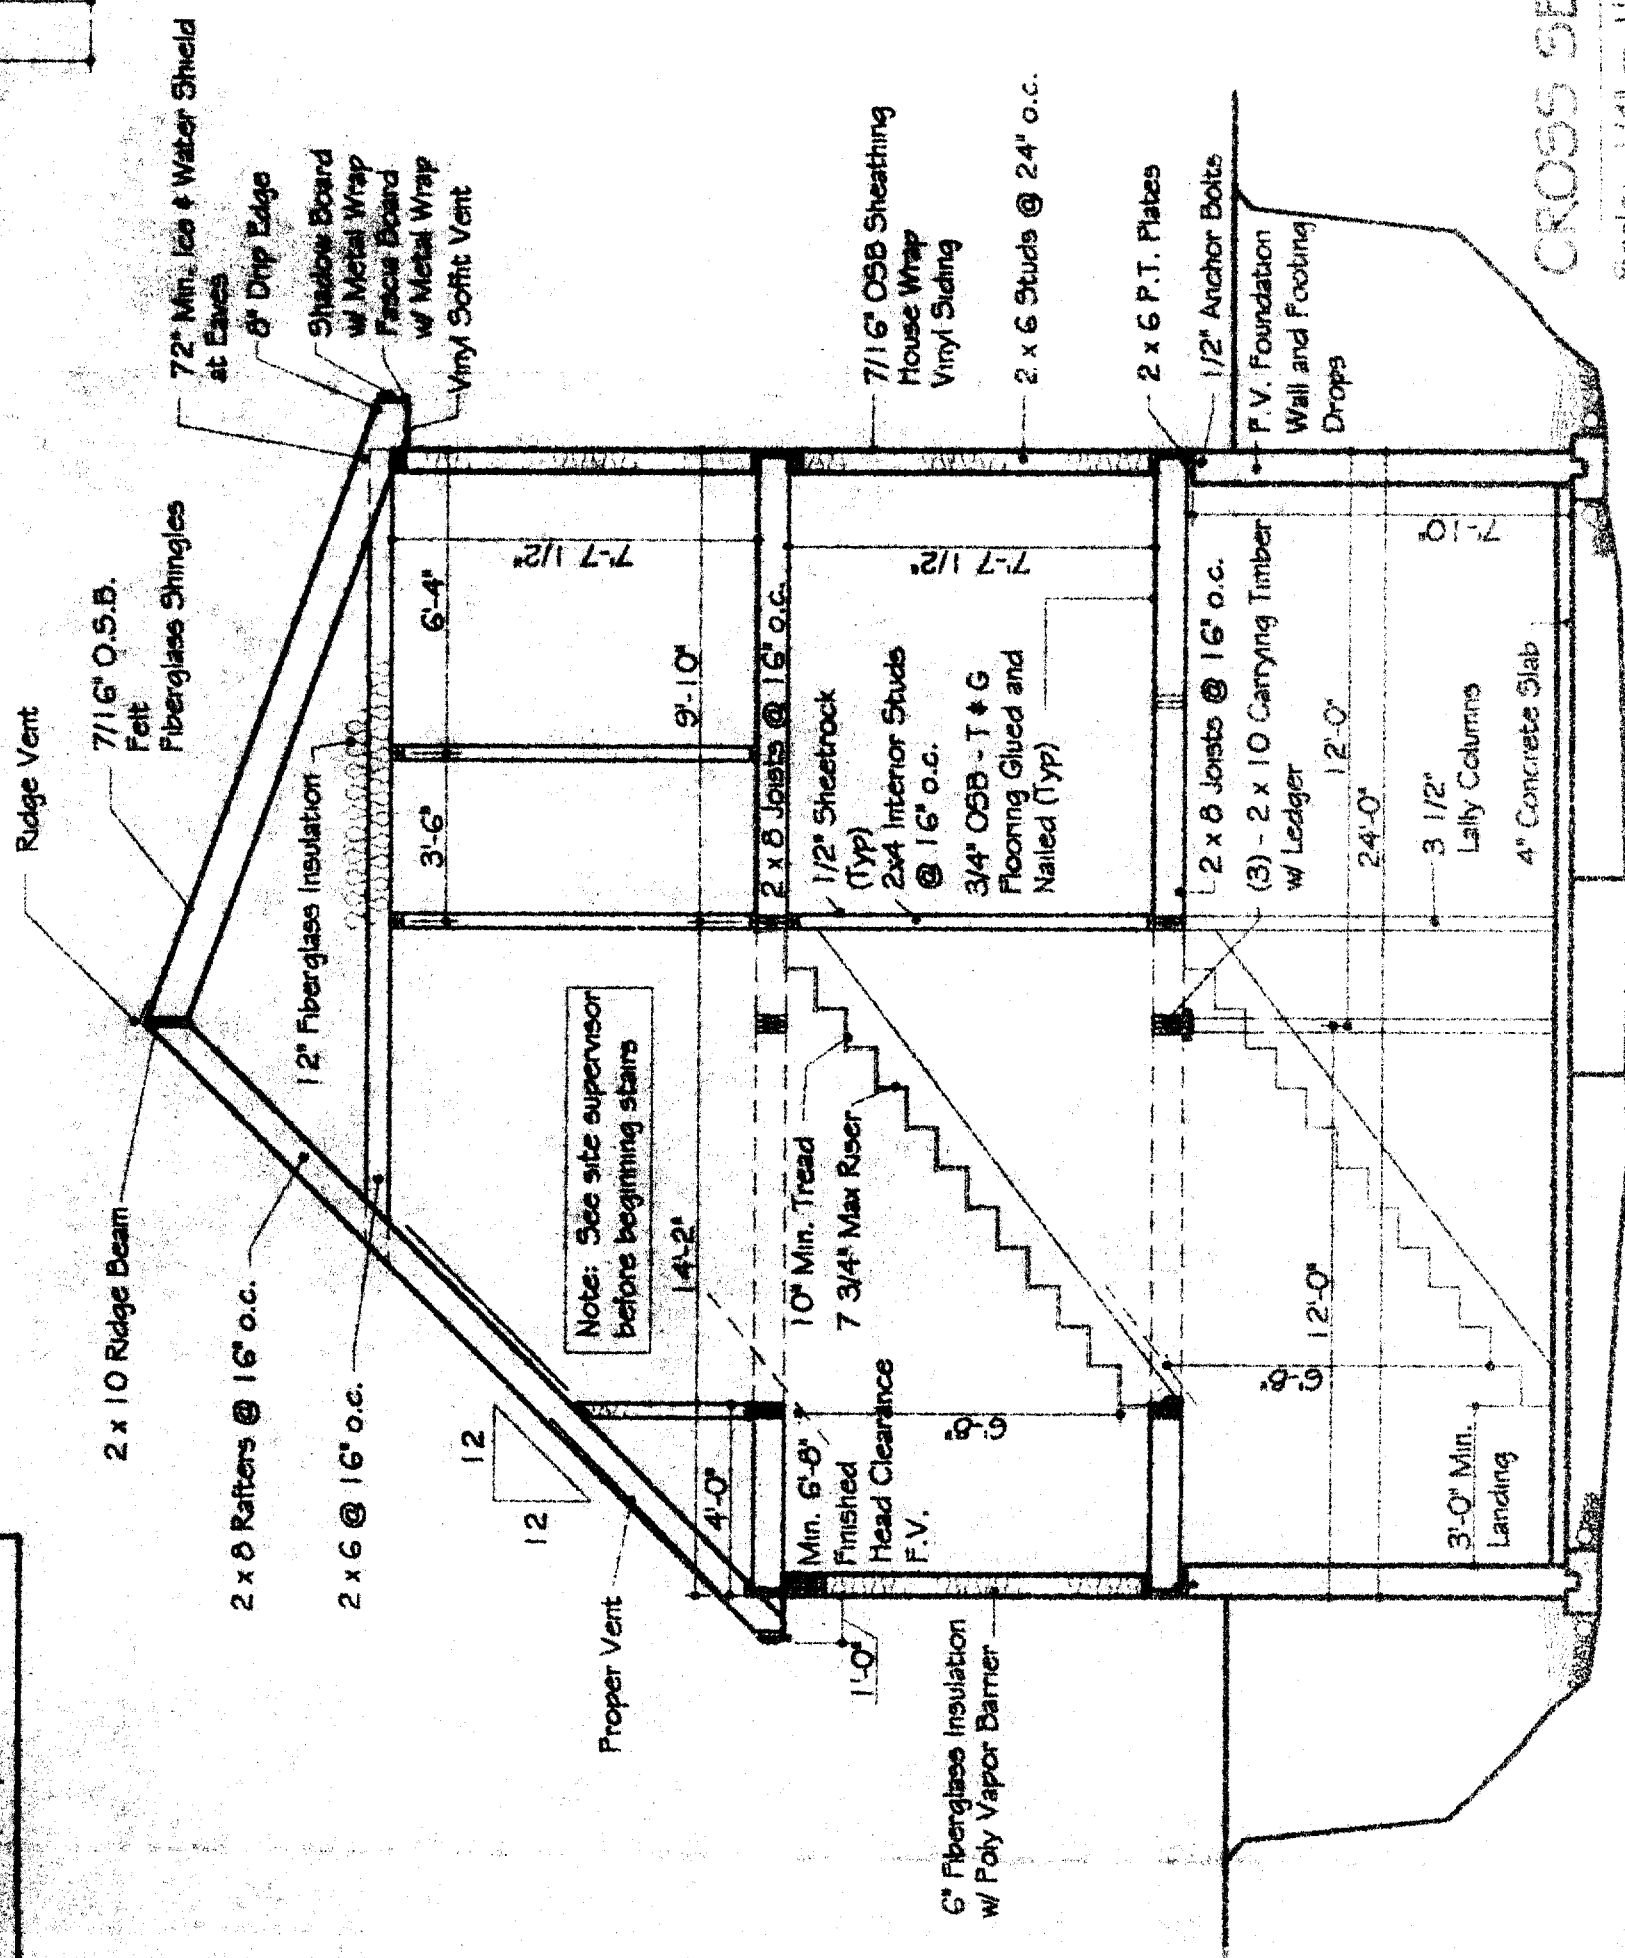 Ridge Vent
7/16" O.S.B.
Felt
Fiberglass Shingles
72" Min. Ice & Water Shield
at Eaves
8" Drip Edge
Shadow Board
w/ Metal Wrap
Fascia Board
w/ Metal Wrap
Vinyl Soffit Vent
2 x 10 Ridge Beam
2 x 8 Rafters @ 16" o.c.
2 x 6 @ 16" o.c.
12" Fiberglass Insulation
12
12
Proper Vent
Note: See site supervisor
before beginning stairs
3'-6"
6'-4"
7'-7 1/2"
14'-2"
9'-10"
4'-0"
2 x 8 Joists @ 16" o.c.
Min. 6'-8"
Finished
Head Clearance
F.V.
10" Min. Tread
7 3/4" Max Riser
1/2" Sheetrock
(Typ)
2x4 Interior Studs
@ 16" o.c.
3/4" OSB - T & G
Flooring Glued and
Nailed (Typ)
7'-7 1/2"
7/16" OSB Sheathing
House Wrap
Vinyl Siding
2 x 6 Studs @ 24" o.c.
2 x 6 P.T. Plates
1/2" Anchor Bolts
F.V. Foundation
Wall and Footing
Drops
1'-0"
6" Fiberglass Insulation
w/ Poly Vapor Barrier
6'-8"
2 x 8 Joists @ 16" o.c.
(3) - 2 x 10 Carrying Timber
w/ Ledger
6'-8"
12'-0"
12'-0"
24'-0"
7'-10"
3'-0" Min.
Landing
3 1/2"
Lally Columns
4" Concrete Slab
CROSS